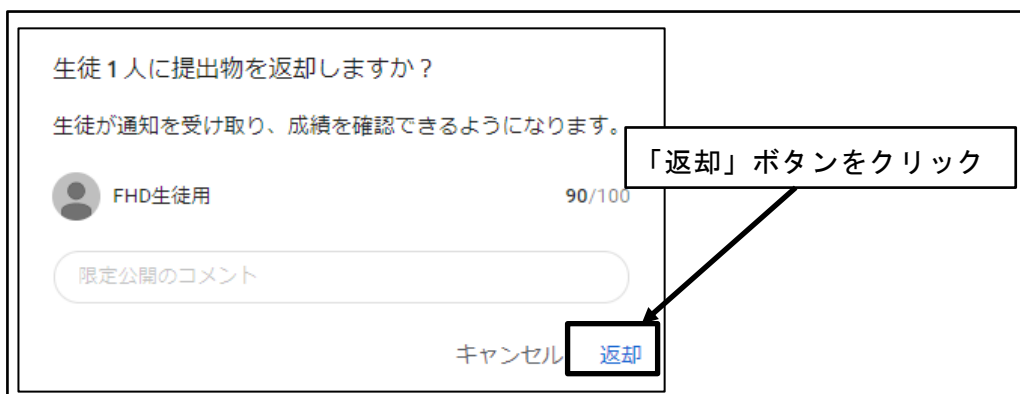 生徒1人に提出物を返却しますか？
生徒が通知を受け取り、成績を確認できるようになります。
「返却」ボタンをクリック
FHD生徒用 90/100
限定公開のコメント
キャンセル 返却